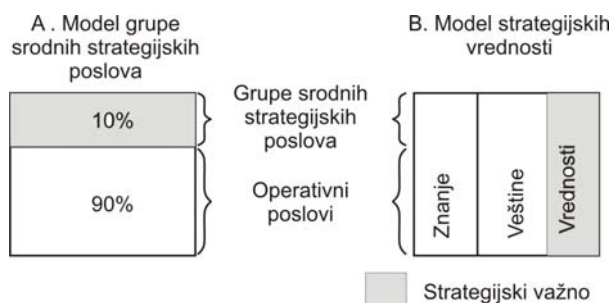 A . Model grupe
srodnih strategijskih
poslova
10%
90%
Grupe srodnih
strategijskih
poslova
Operativni
poslovi
B. Model strategijskih
vrednosti
Znanje
Veštine
Vrednosti
Strategijski važno